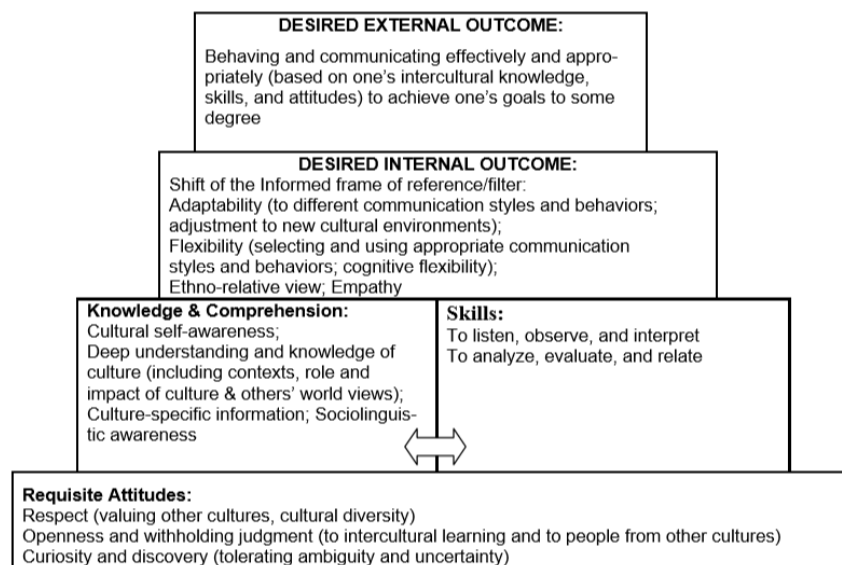 DESIRED EXTERNAL OUTCOME:
Behaving and communicating effectively and appro-
priately (based on one's intercultural knowledge,
skills, and attitudes) to achieve one's goals to some
degree
DESIRED INTERNAL OUTCOME:
Shift of the Informed frame of reference/filter:
Adaptability (to different communication styles and behaviors;
adjustment to new cultural environments);
Flexibility (selecting and using appropriate communication
styles and behaviors; cognitive flexibility);
Ethno-relative view; Empathy
Knowledge & Comprehension:
Cultural self-awareness;
Deep understanding and knowledge of
culture (including contexts, role and
impact of culture & others' world views);
Culture-specific information; Sociolinguis-
tic awareness
Skills:
To listen, observe, and interpret
To analyze, evaluate, and relate
Requisite Attitudes:
Respect (valuing other cultures, cultural diversity)
Openness and withholding judgment (to intercultural learning and to people from other cultures)
Curiosity and discovery (tolerating ambiguity and uncertainty)